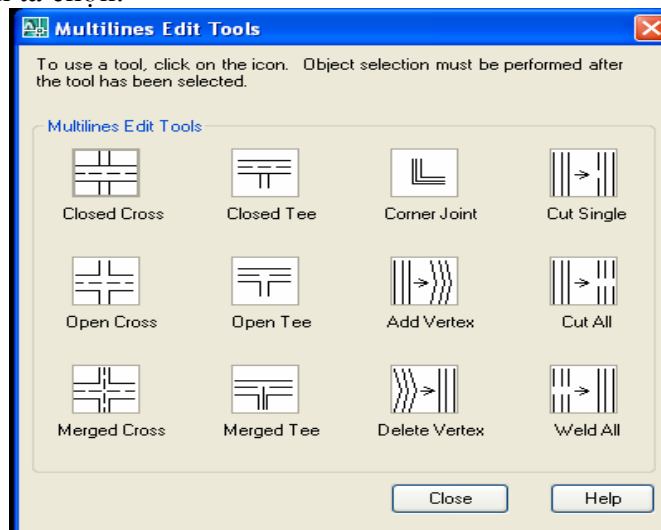 ta chọn.
Multilines Edit Tools
To use a tool, click on the icon. Object selection must be performed after
the tool has been selected.
Multilines Edit Tools
Closed Cross Closed Tee Corner Joint Cut Single
Open Cross Open Tee Add Vertex Cut All
Merged Cross Merged Tee Delete Vertex Weld All
Close Help